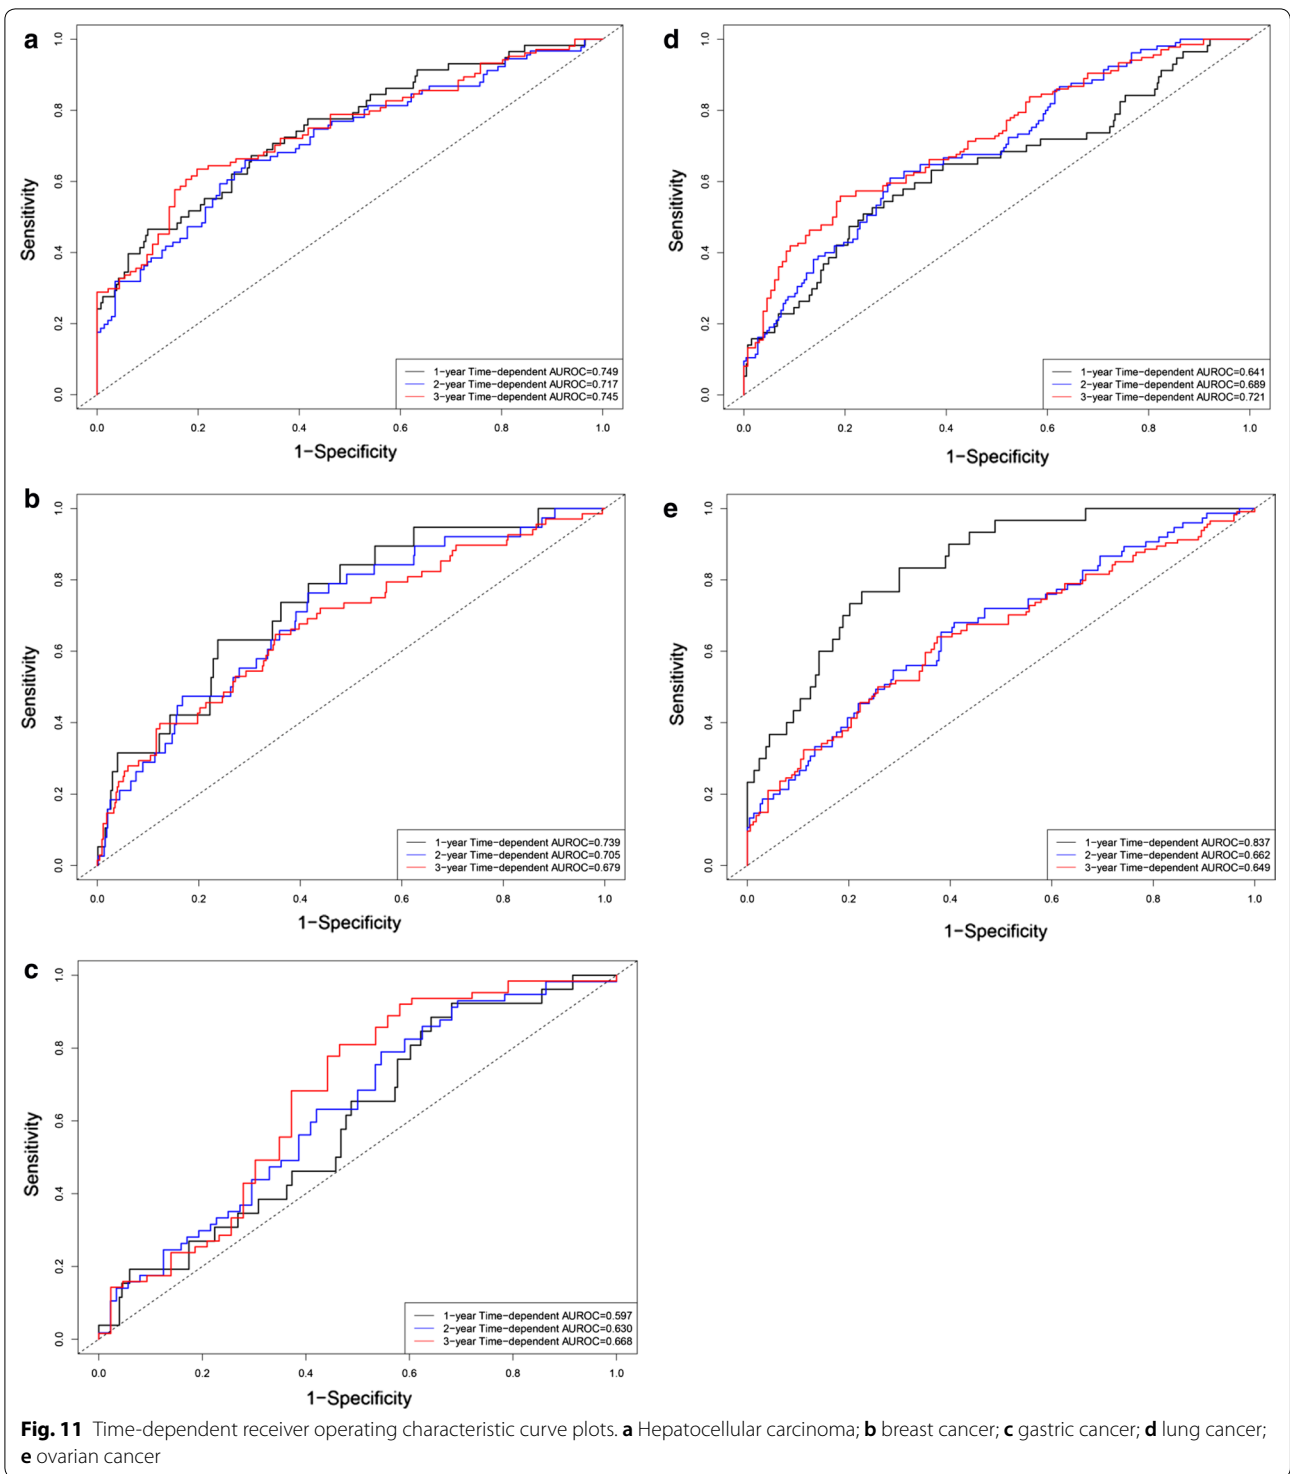 a
1.0
0.8
0.6
0.4
0.2
0.0
Sensitivity
1-year Time-dependent AUROC=0.749
2-year Time-dependent AUROC=0.717
3-year Time-dependent AUROC=0.745
0.0 0.2 0.4 0.6 0.8 1.0
1-Specificity
d
1.0
0.8
0.6
0.4
0.2
0.0
Sensitivity
1-year Time-dependent AUROC=0.641
2-year Time-dependent AUROC=0.689
3-year Time-dependent AUROC=0.721
0.0 0.2 0.4 0.6 0.8 1.0
1-Specificity
b
1.0
0.8
0.6
0.4
0.2
0.0
Sensitivity
1-year Time-dependent AUROC=0.739
2-year Time-dependent AUROC=0.705
3-year Time-dependent AUROC=0.679
0.0 0.2 0.4 0.6 0.8 1.0
1-Specificity
e
1.0
0.8
0.6
0.4
0.2
0.0
Sensitivity
1-year Time-dependent AUROC=0.837
2-year Time-dependent AUROC=0.662
3-year Time-dependent AUROC=0.649
0.0 0.2 0.4 0.6 0.8 1.0
1-Specificity
c
1.0
0.8
0.6
0.4
0.2
0.0
Sensitivity
1-year Time-dependent AUROC=0.597
2-year Time-dependent AUROC=0.630
3-year Time-dependent AUROC=0.668
0.0 0.2 0.4 0.6 0.8 1.0
1-Specificity
Fig. 11 Time-dependent receiver operating characteristic curve plots. a Hepatocellular carcinoma; b breast cancer; c gastric cancer; d lung cancer;
e ovarian cancer